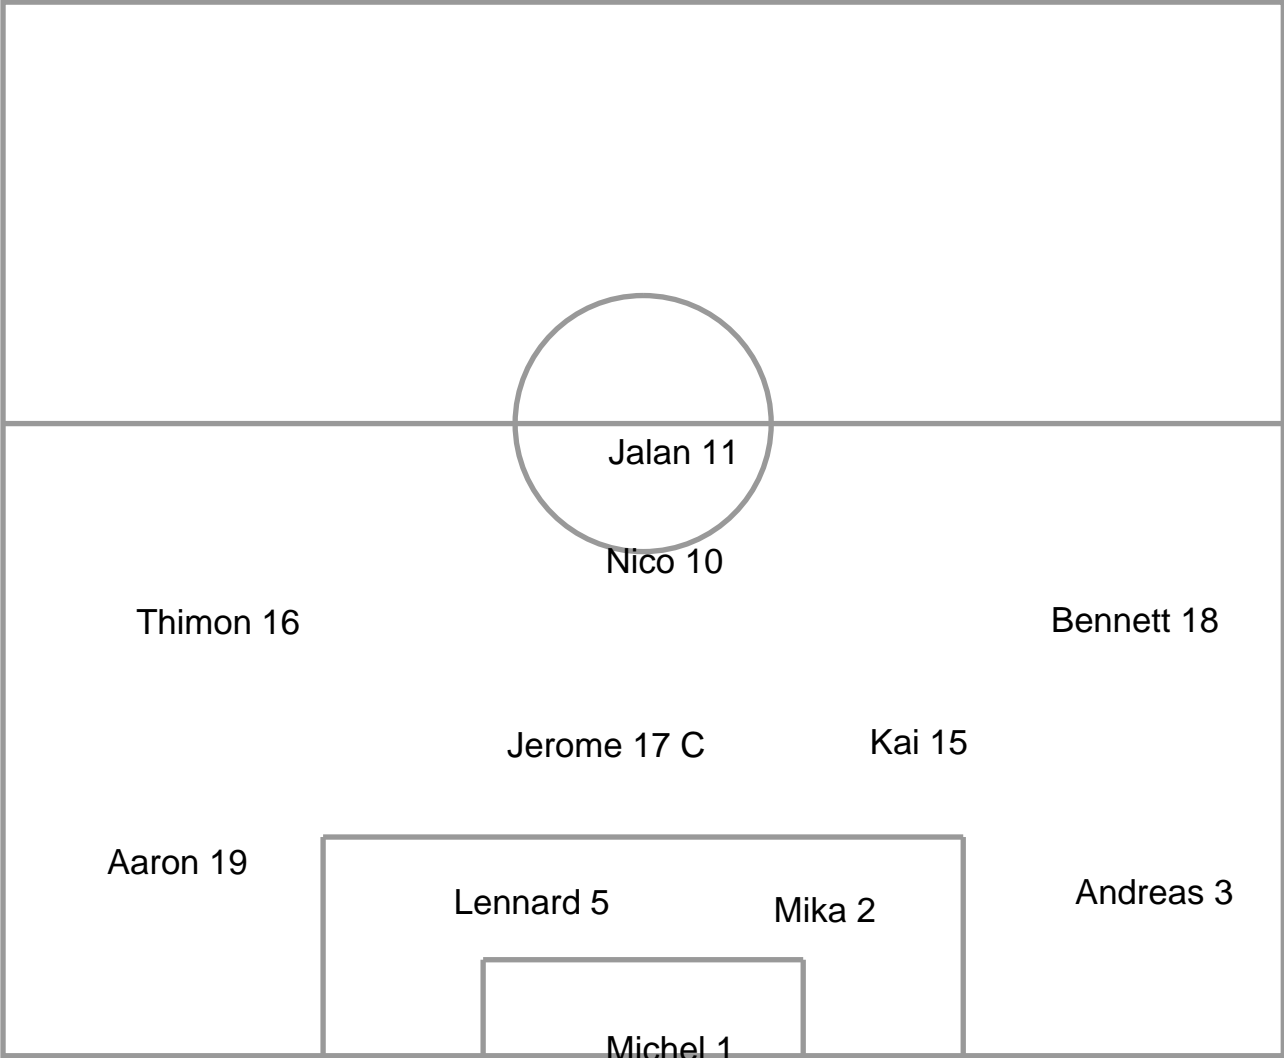 Jalan 11
Nico 10
Thimon 16
Bennett 18
Jerome 17 C
Kai 15
Aaron 19
Lennard 5
Mika 2
Andreas 3
Michel 1